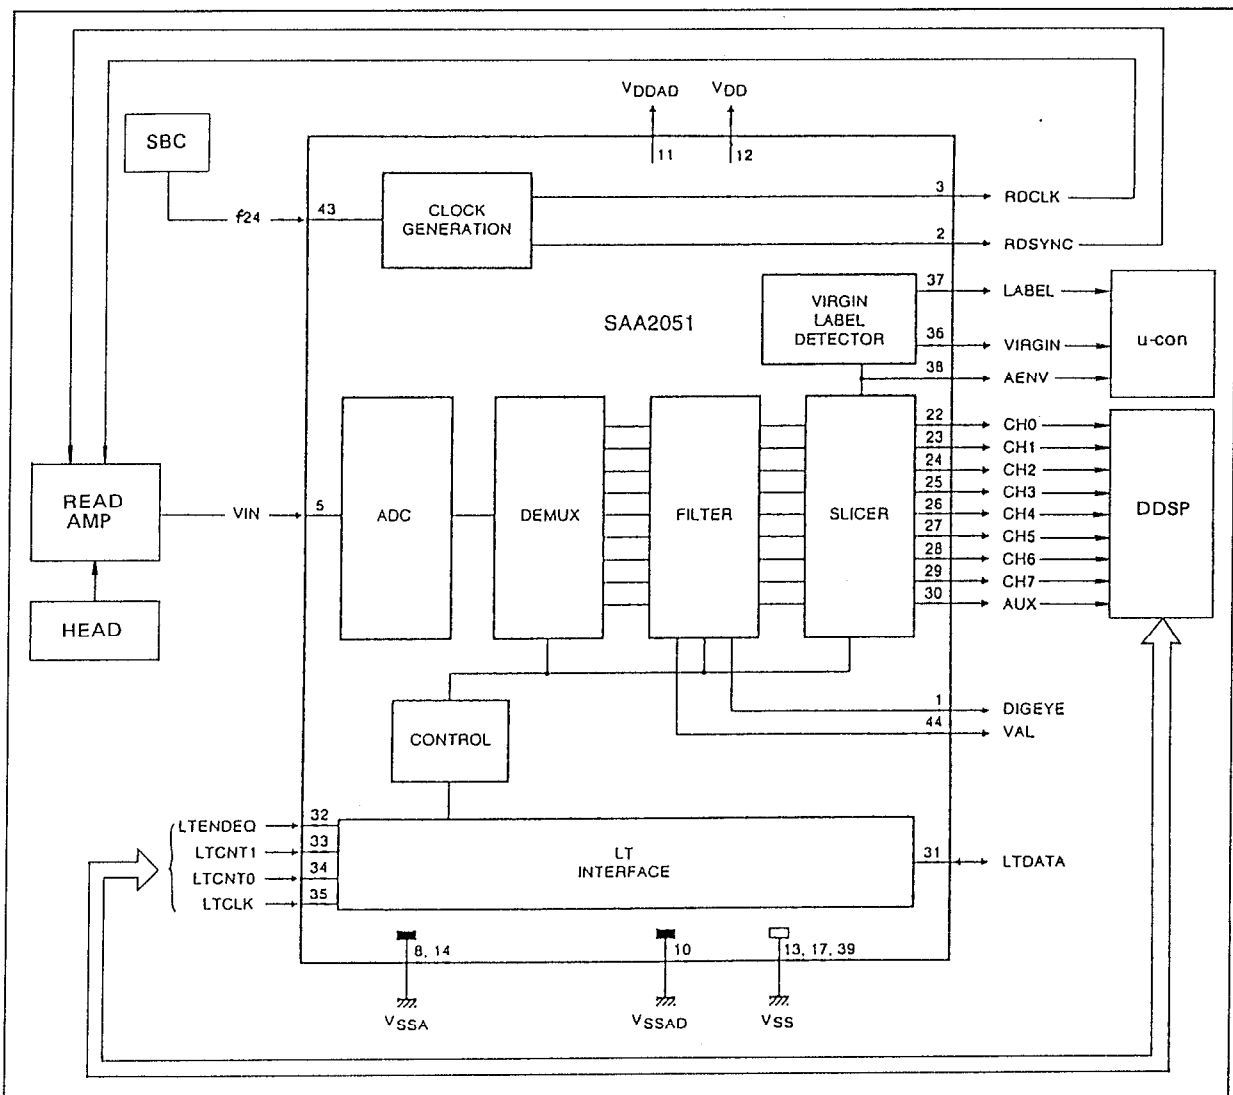 VDDAD
VDD
11
12
SBC
f24
43
CLOCK
GENERATION
3
RDCLK
2
RDSYNC
SAA2051
VIRGIN
LABEL
DETECTOR
37
LABEL
36
VIRGIN
38
AENV
u-con
READ
AMP
VIN
5
ADC
DEMUX
FILTER
SLICER
22
CH0
23
CH1
24
CH2
25
CH3
26
CH4
27
CH5
28
CH6
29
CH7
30
AUX
DDSP
HEAD
1
DIGEYE
44
VAL
CONTROL
LTENDEQ
32
LTCNT1
33
LTCNT0
34
LTCLK
35
LT
INTERFACE
31
LTDATA
8, 14
10
13, 17, 39
VSSA
VSSAD
VSS